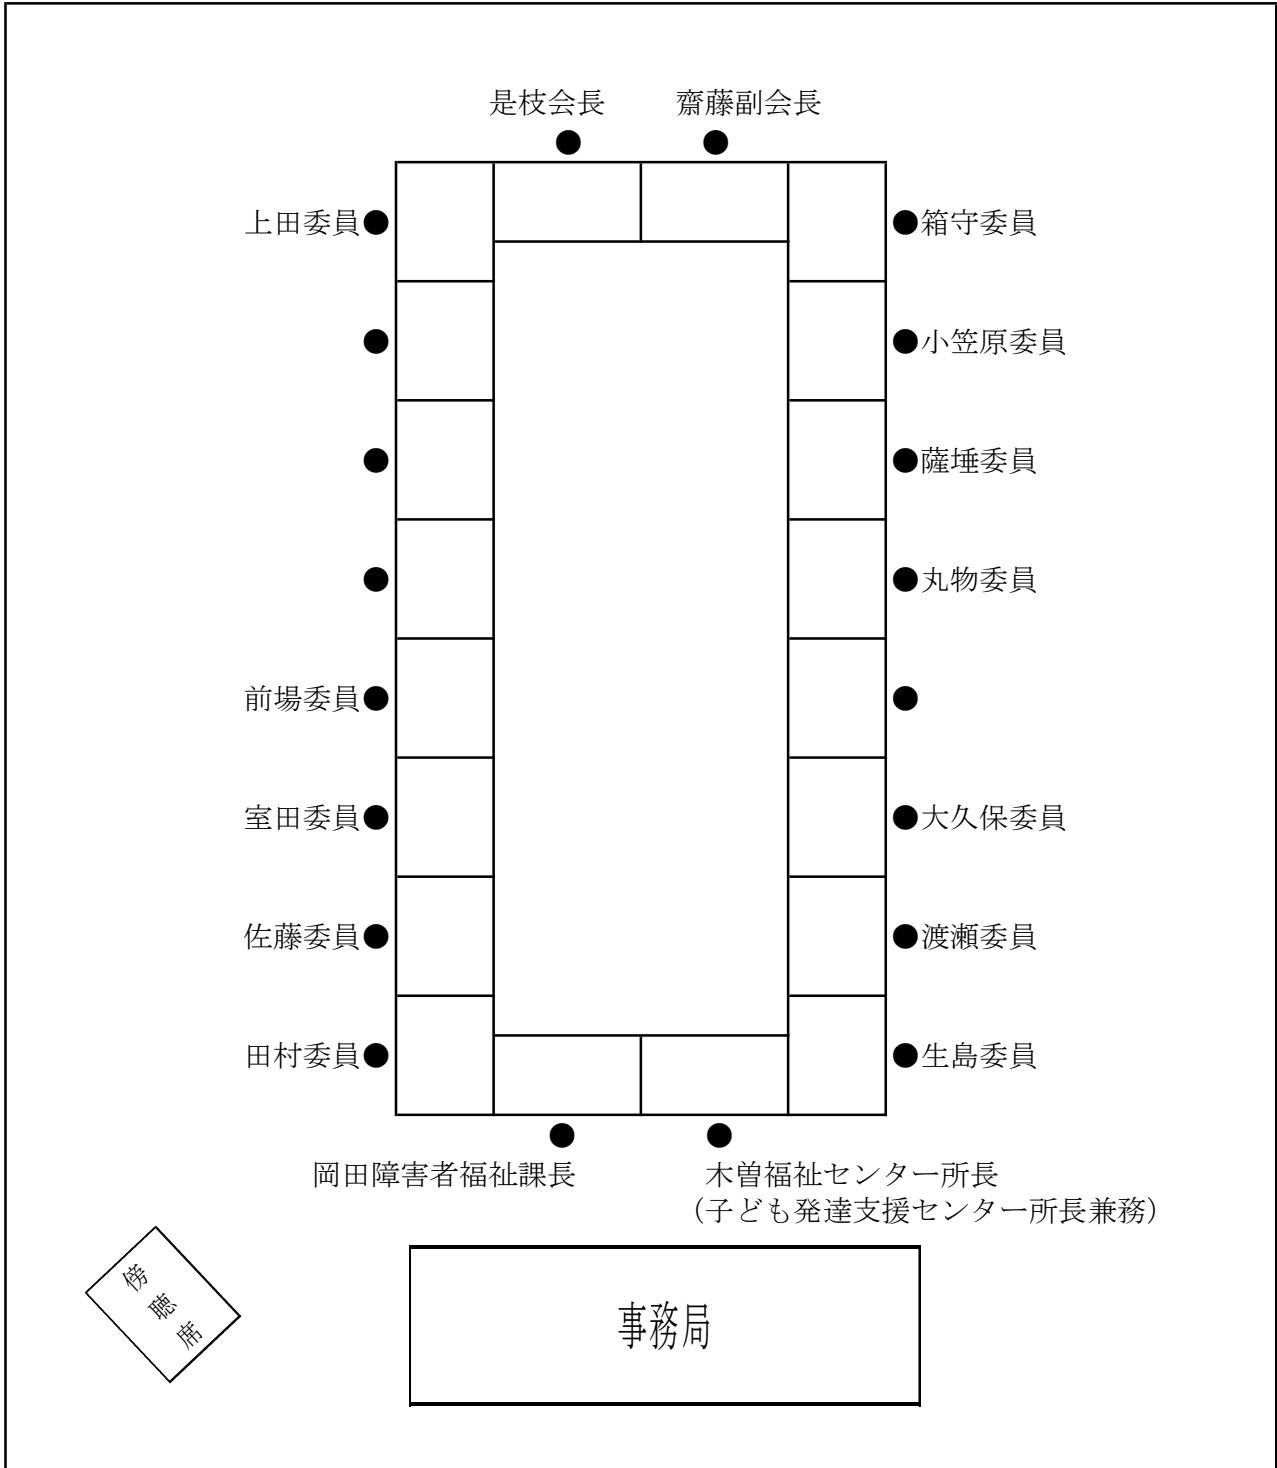 是枝会長 齋藤副会長
上田委員● ●箱守委員
● ●小笠原委員
● ●薩埵委員
● ●丸物委員
前場委員● ●
室田委員● ●大久保委員
佐藤委員● ●渡瀬委員
田村委員● ●生島委員
岡田障害者福祉課長 木曽福祉センター所長
（子ども発達支援センター所長兼務）
傍聴席
事務局